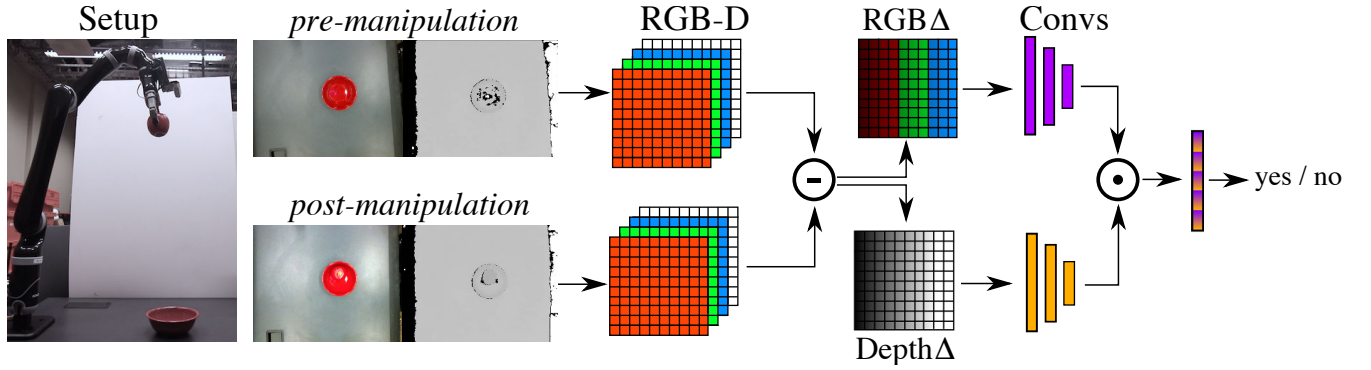 Setup
pre-manipulation
RGB-D
RGBΔ
Convs
post-manipulation
yes / no
DepthΔ